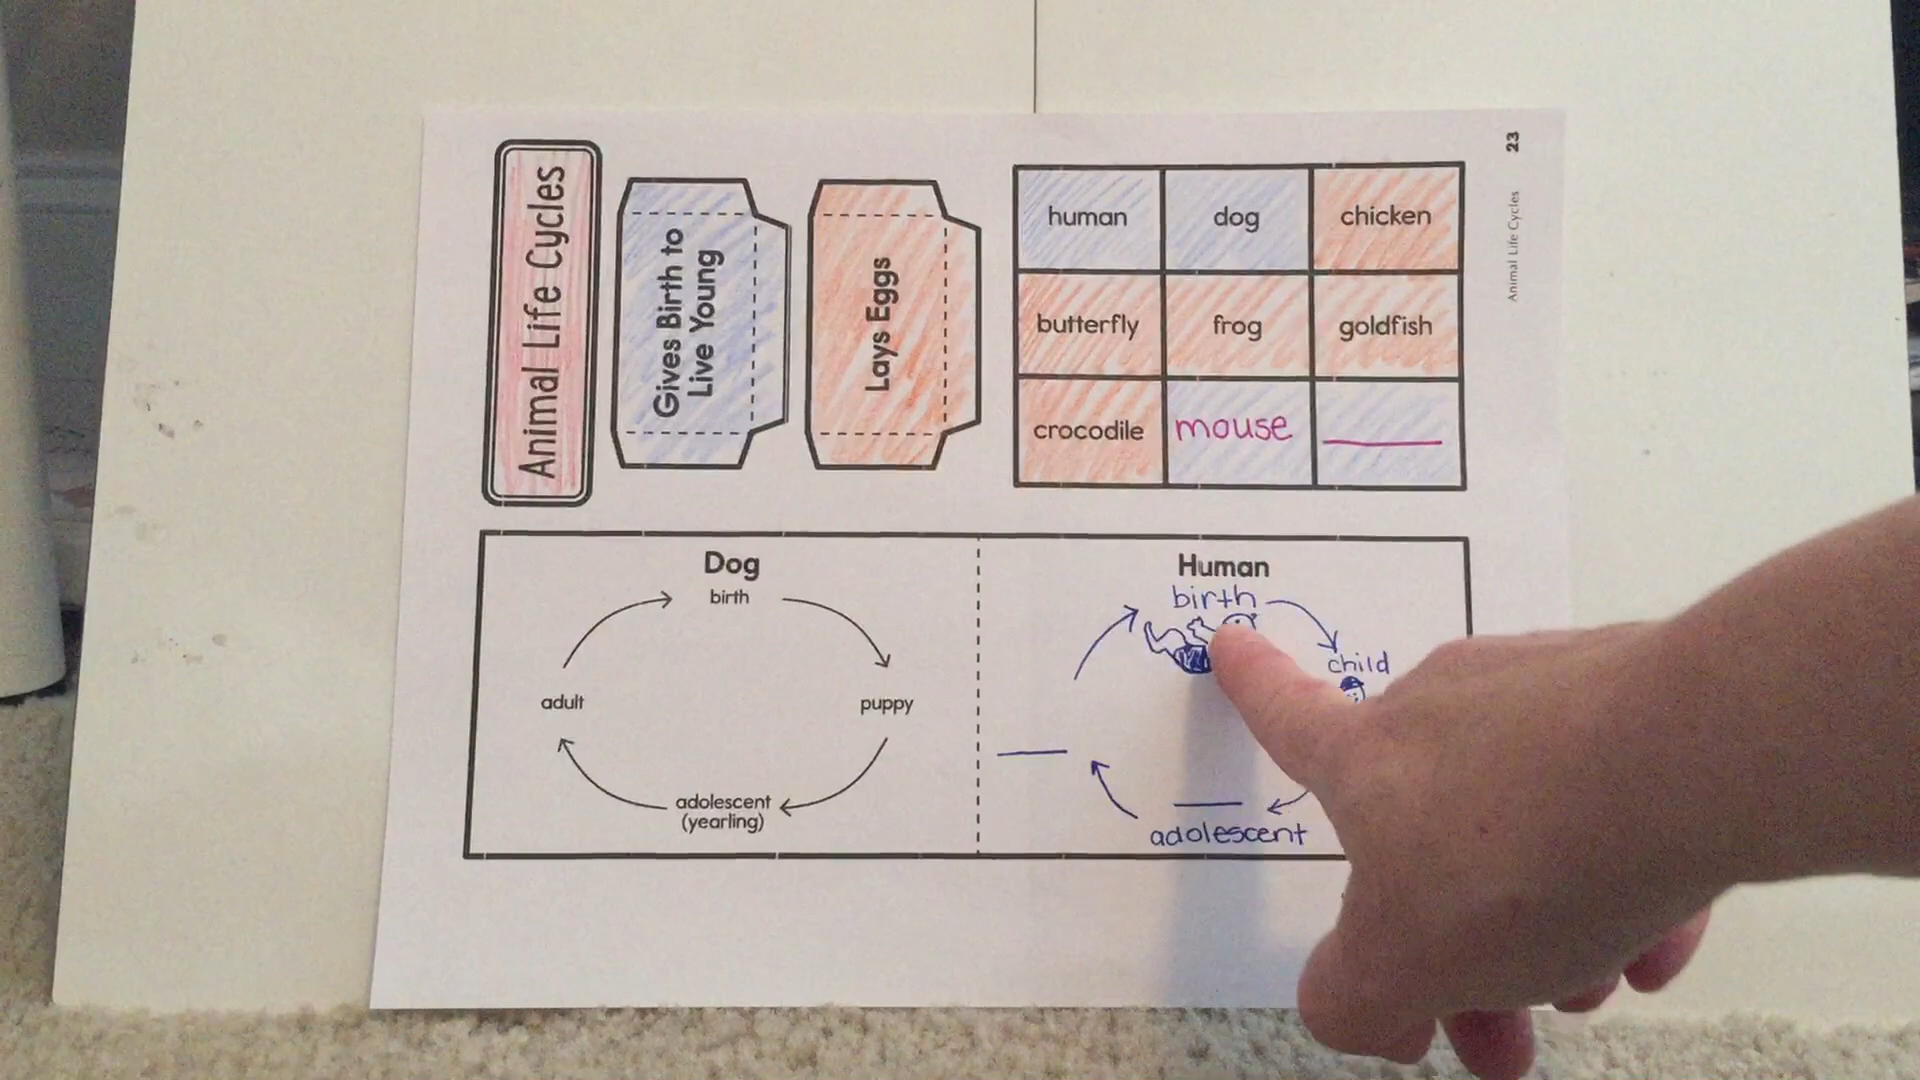 Animal Life Cycles
Gives Birth to
Live Young
Lays Eggs
human dog chicken
butterfly frog goldfish
crocodile mouse
23
Animal Life Cycles
Dog
birth
puppy
adolescent
(yearling)
adult
Human
birth
child
adolescent